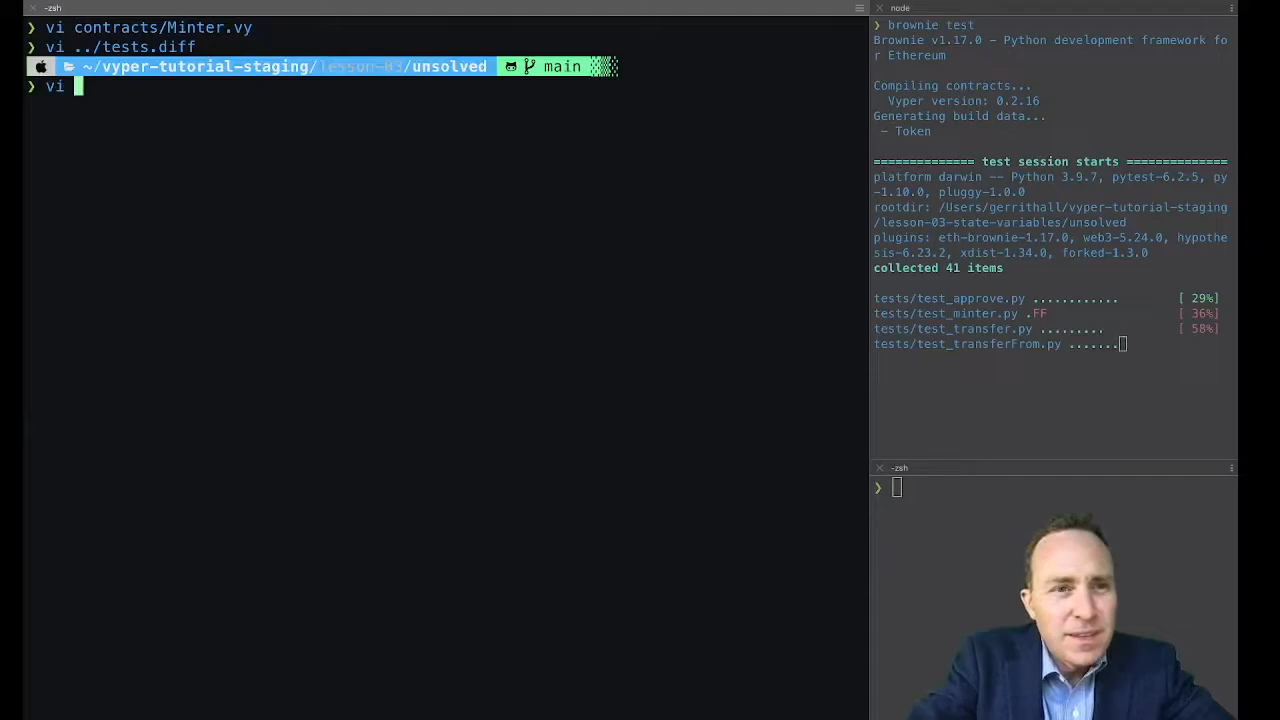 -zsh
❯ vi contracts/Minter.vy
❯ vi ../tests.diff
~/vyper-tutorial-staging/lesson-03/unsolved main
❯ vi
node
❯ brownie test
Brownie v1.17.0 - Python development framework fo
r Ethereum
Compiling contracts...
Vyper version: 0.2.16
Generating build data...
- Token
============== test session starts ==============
platform darwin -- Python 3.9.7, pytest-6.2.5, py
-1.10.0, pluggy-1.0.0
rootdir: /Users/gerrithall/vyper-tutorial-staging
/lesson-03-state-variables/unsolved
plugins: eth-brownie-1.17.0, web3-5.24.0, hypothe
sis-6.23.2, xdist-1.34.0, forked-1.3.0
collected 41 items
tests/test_approve.py ............ [ 29%]
tests/test_minter.py .FF [ 36%]
tests/test_transfer.py ......... [ 58%]
tests/test_transferFrom.py .......
-zsh
❯